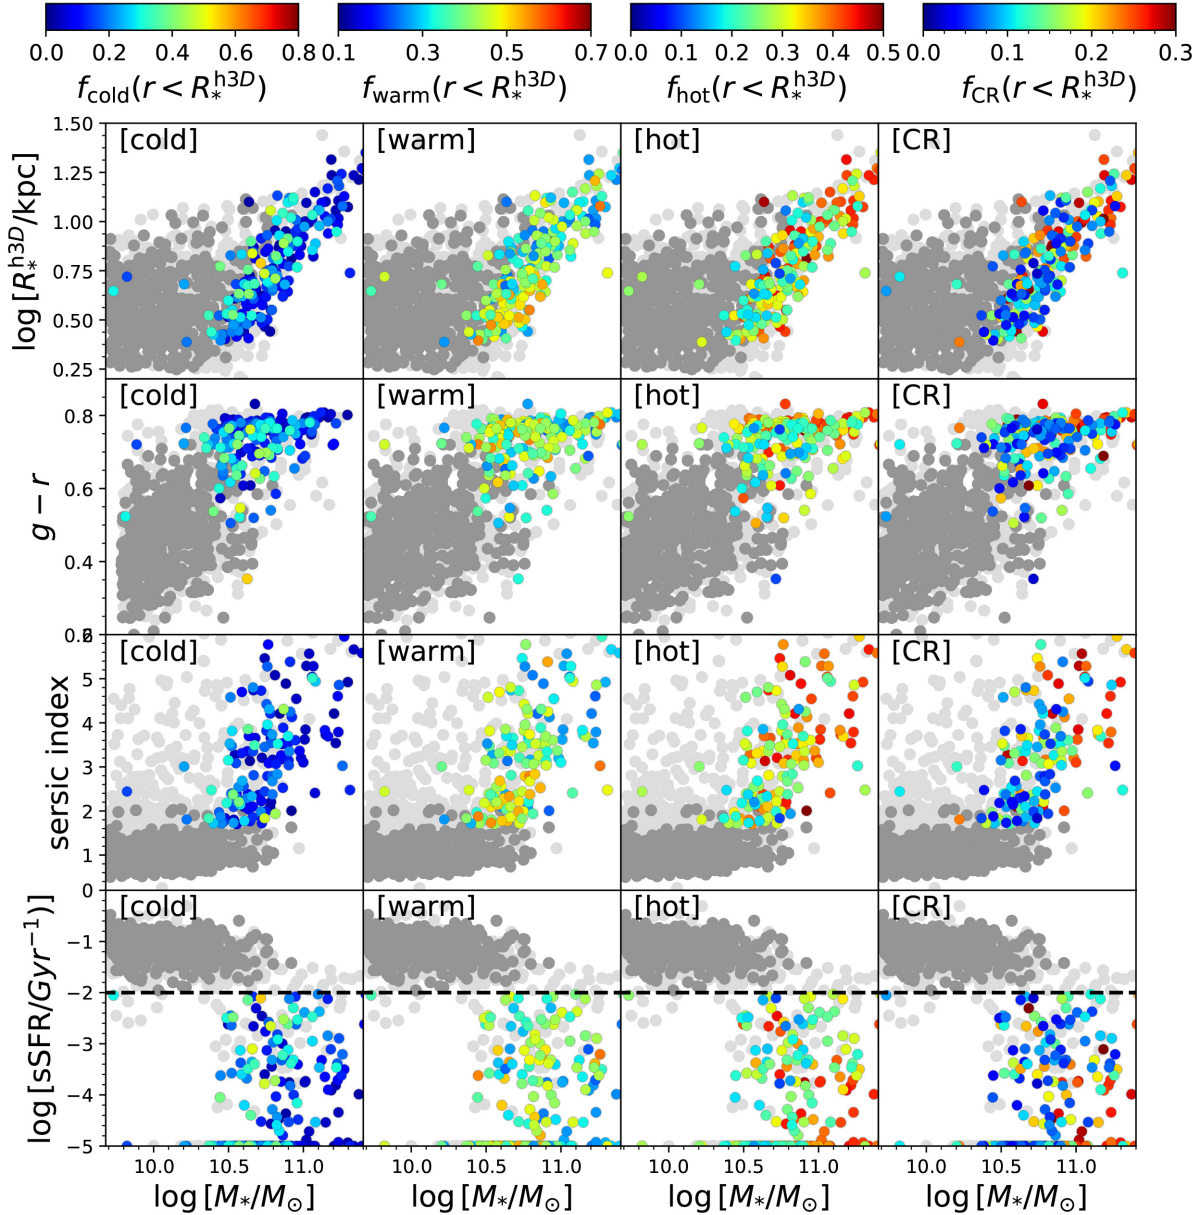 0.0 0.2 0.4 0.6 0.8 0.1 0.3 0.5 0.7 0.0 0.1 0.2 0.3 0.4 0.5 0.0 0.1 0.2 0.3
f_cold(r < R_*^h3D) f_warm(r < R_*^h3D) f_hot(r < R_*^h3D) f_CR(r < R_*^h3D)
[cold] [warm] [hot] [CR]
log [R_*^h3D/kpc]
1.50
1.25
1.00
0.75
0.50
0.25
[cold] [warm] [hot] [CR]
g − r
0.8
0.6
0.4
0.2
[cold] [warm] [hot] [CR]
sersic index
6
5
4
3
2
1
0
[cold] [warm] [hot] [CR]
log [sSFR/Gyr⁻¹)]
−1
−2
−3
−4
−5
10.0 10.5 11.0 10.0 10.5 11.0 10.0 10.5 11.0 10.0 10.5 11.0
log [M_*/M_⊙] log [M_*/M_⊙] log [M_*/M_⊙] log [M_*/M_⊙]